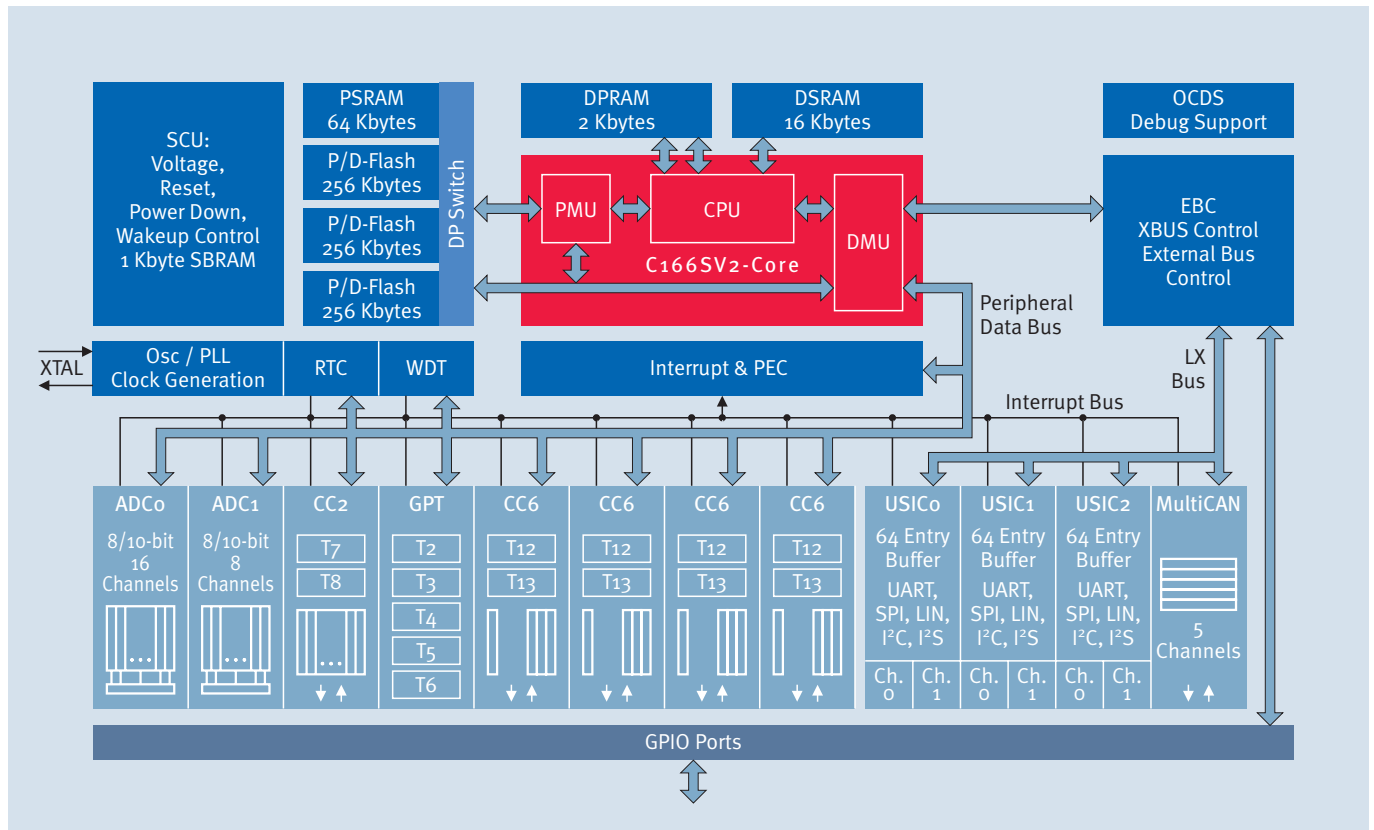 SCU:
Voltage,
Reset,
Power Down,
Wakeup Control
1 Kbyte SBRAM
PSRAM
64 Kbytes
P/D-Flash
256 Kbytes
P/D-Flash
256 Kbytes
P/D-Flash
256 Kbytes
DP Switch
DPRAM
2 Kbytes
DSRAM
16 Kbytes
OCDS
Debug Support
PMU
CPU
DMU
C166SV2-Core
EBC
XBUS Control
External Bus
Control
Peripheral
Data Bus
XTAL
Osc / PLL
Clock Generation
RTC
WDT
Interrupt & PEC
LX
Bus
Interrupt Bus
ADC0
8/10-bit
16
Channels
ADC1
8/10-bit
8
Channels
CC2
T7
T8
...
GPT
T2
T3
T4
T5
T6
CC6
T12
T13
CC6
T12
T13
CC6
T12
T13
CC6
T12
T13
USIC0
64 Entry
Buffer
UART,
SPI, LIN,
I²C, I²S
Ch.
0
Ch.
1
USIC1
64 Entry
Buffer
UART,
SPI, LIN,
I²C, I²S
Ch.
0
Ch.
1
USIC2
64 Entry
Buffer
UART,
SPI, LIN,
I²C, I²S
Ch.
0
Ch.
1
MultiCAN
5
Channels
GPIO Ports